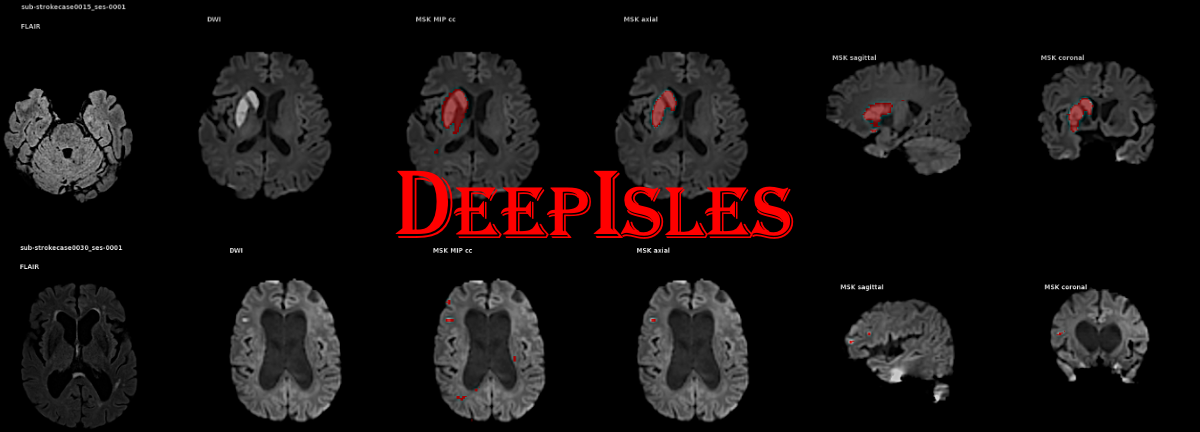 sub-strokecase0015_ses-0001
FLAIR
DWI
MSK MIP cc
MSK axial
MSK sagittal
MSK coronal
DEEPISLES
sub-strokecase0030_ses-0001
FLAIR
DWI
MSK MIP cc
MSK axial
MSK sagittal
MSK coronal